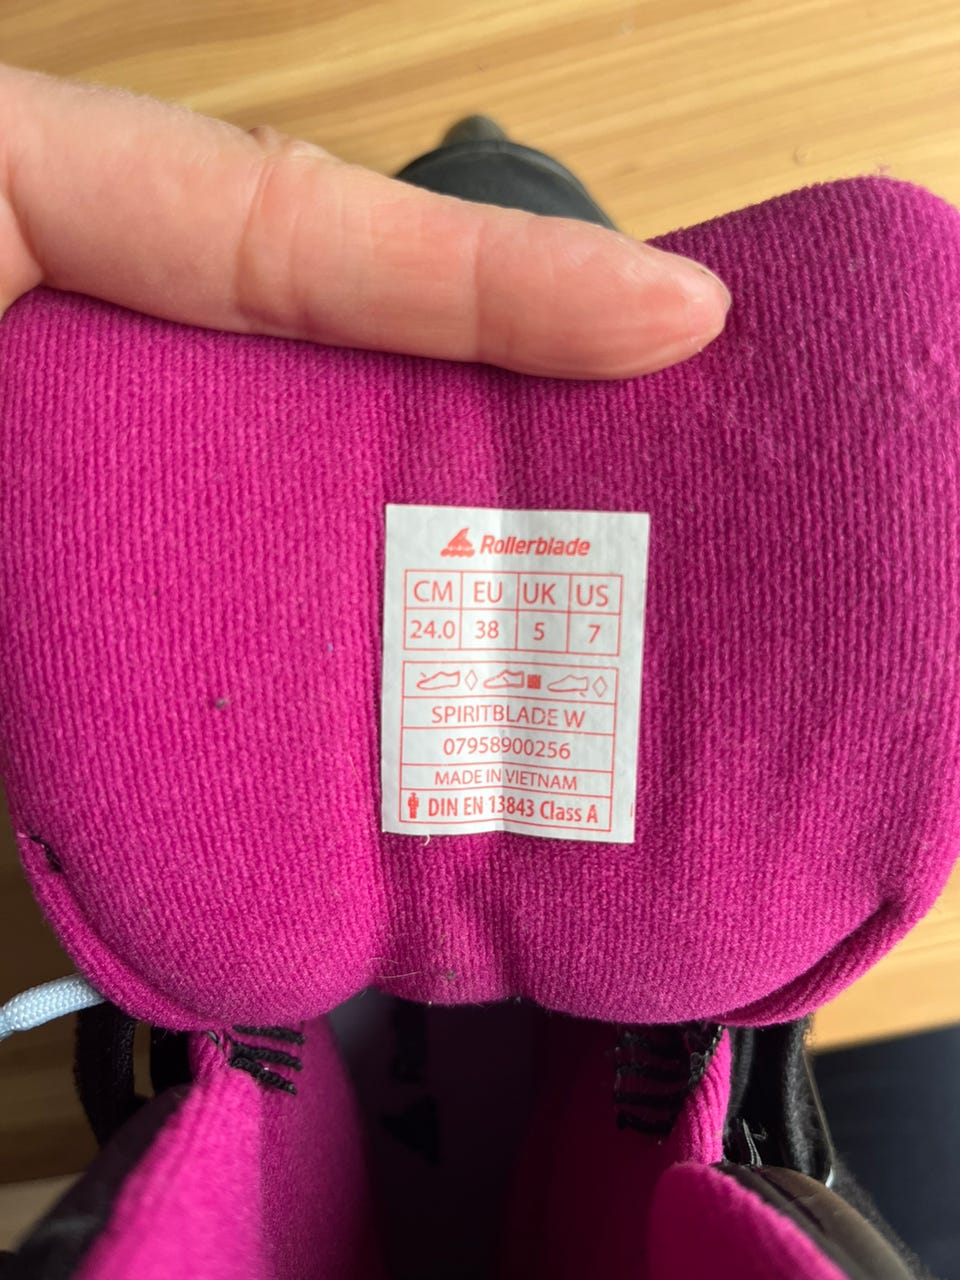 Rollerblade
CM EU UK US
24.0 38 5 7
SPIRITBLADE W
07958900256
MADE IN VIETNAM
DIN EN 13843 Class A